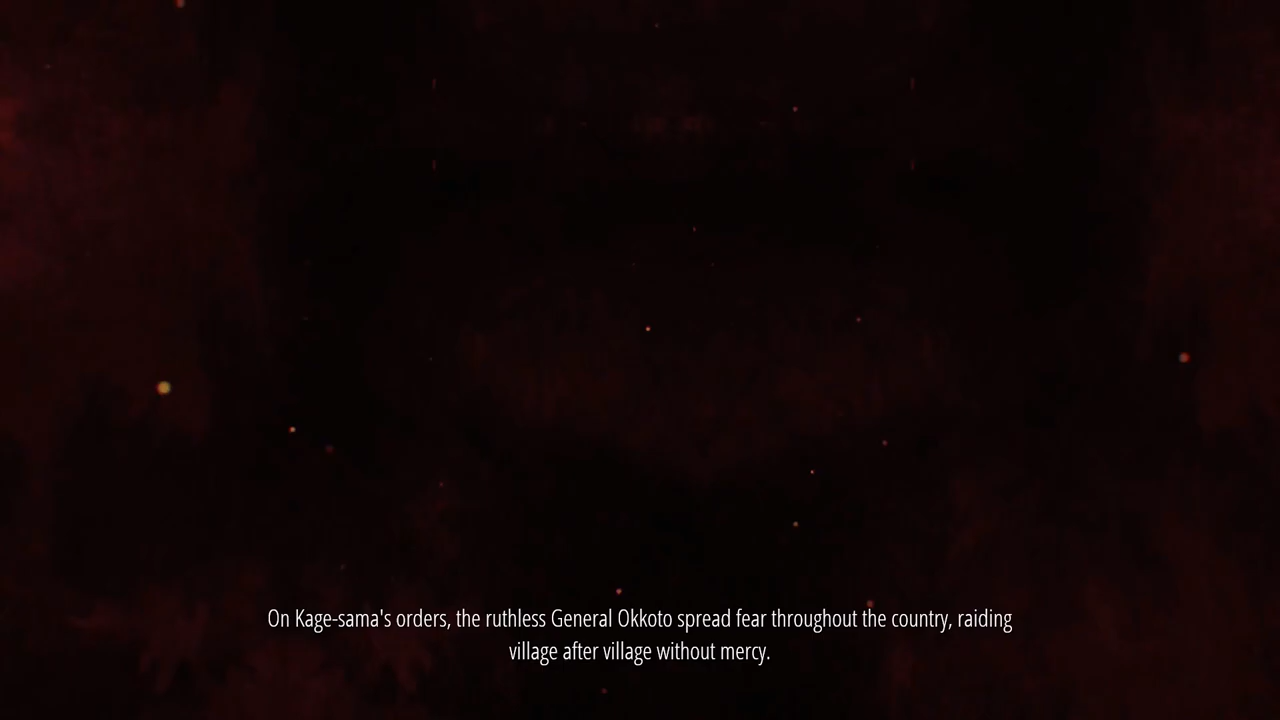 On Kage-sama's orders, the ruthless General Okkoto spread fear throughout the country, raiding
village after village without mercy.